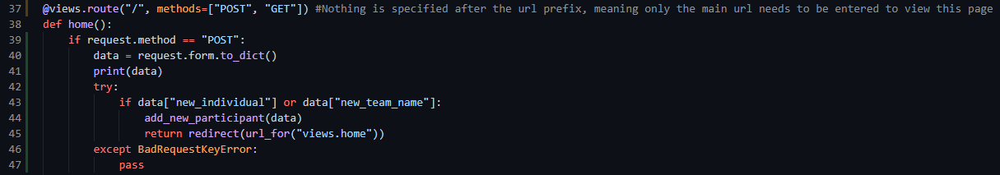 37 @views.route("/", methods=["POST", "GET"]) #Nothing is specified after the url prefix, meaning only the main url needs to be entered to view this page
38 def home():
39     if request.method == "POST":
40         data = request.form.to_dict()
41         print(data)
42         try:
43             if data["new_individual"] or data["new_team_name"]:
44                 add_new_participant(data)
45                 return redirect(url_for("views.home"))
46         except BadRequestKeyError:
47             pass